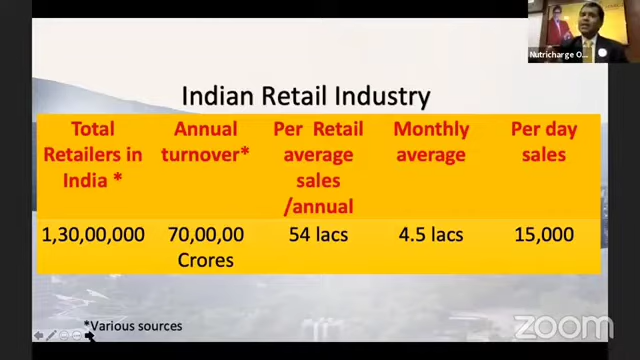 Nutricharge O...
Indian Retail Industry
Total Retailers in India *
Annual turnover*
Per Retail average sales /annual
Monthly average
Per day sales
1,30,00,000
70,00,00 Crores
54 lacs
4.5 lacs
15,000
*Various sources
zoom